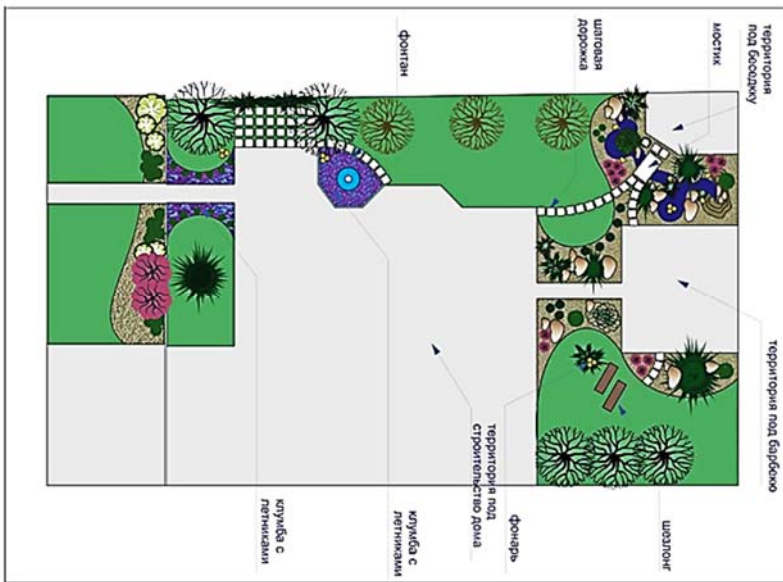 территория
под беседку
мостик
шаговая
дорожка
фонтан
территория под барбекю
шезлонг
фонарь
территория под
строительство дома
клумба с
летниками
клумба с
летниками